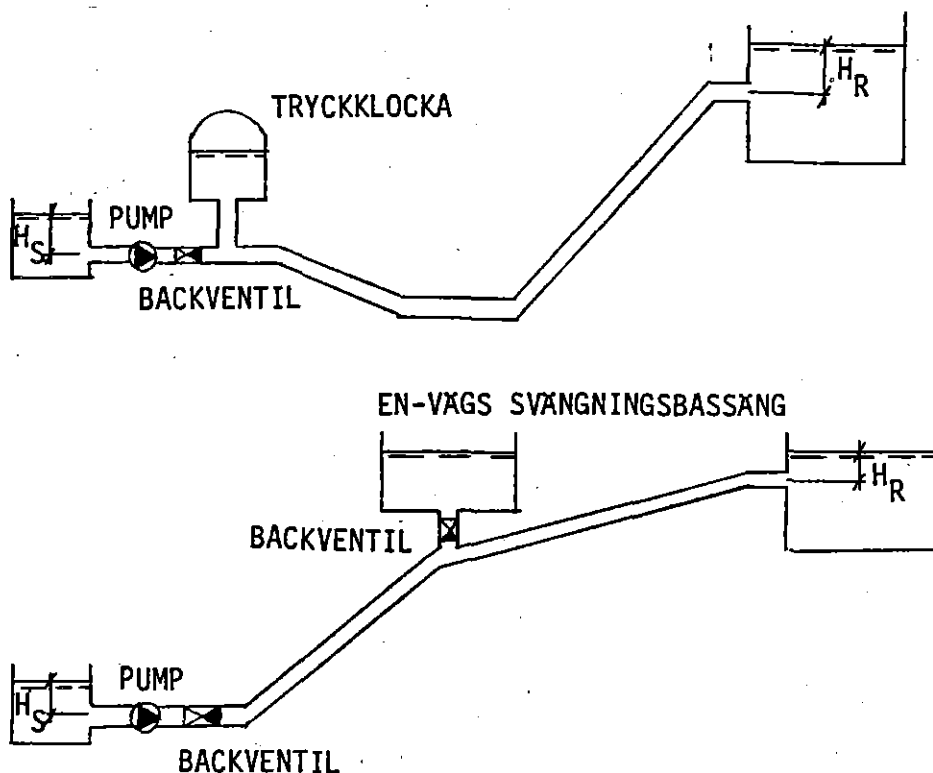 TRYCKKLOCKA
H_R
PUMP
H_S
BACKVENTIL
EN-VÄGS SVÄNGNINGSBASSÄNG
H_R
BACKVENTIL
PUMP
H_S
BACKVENTIL